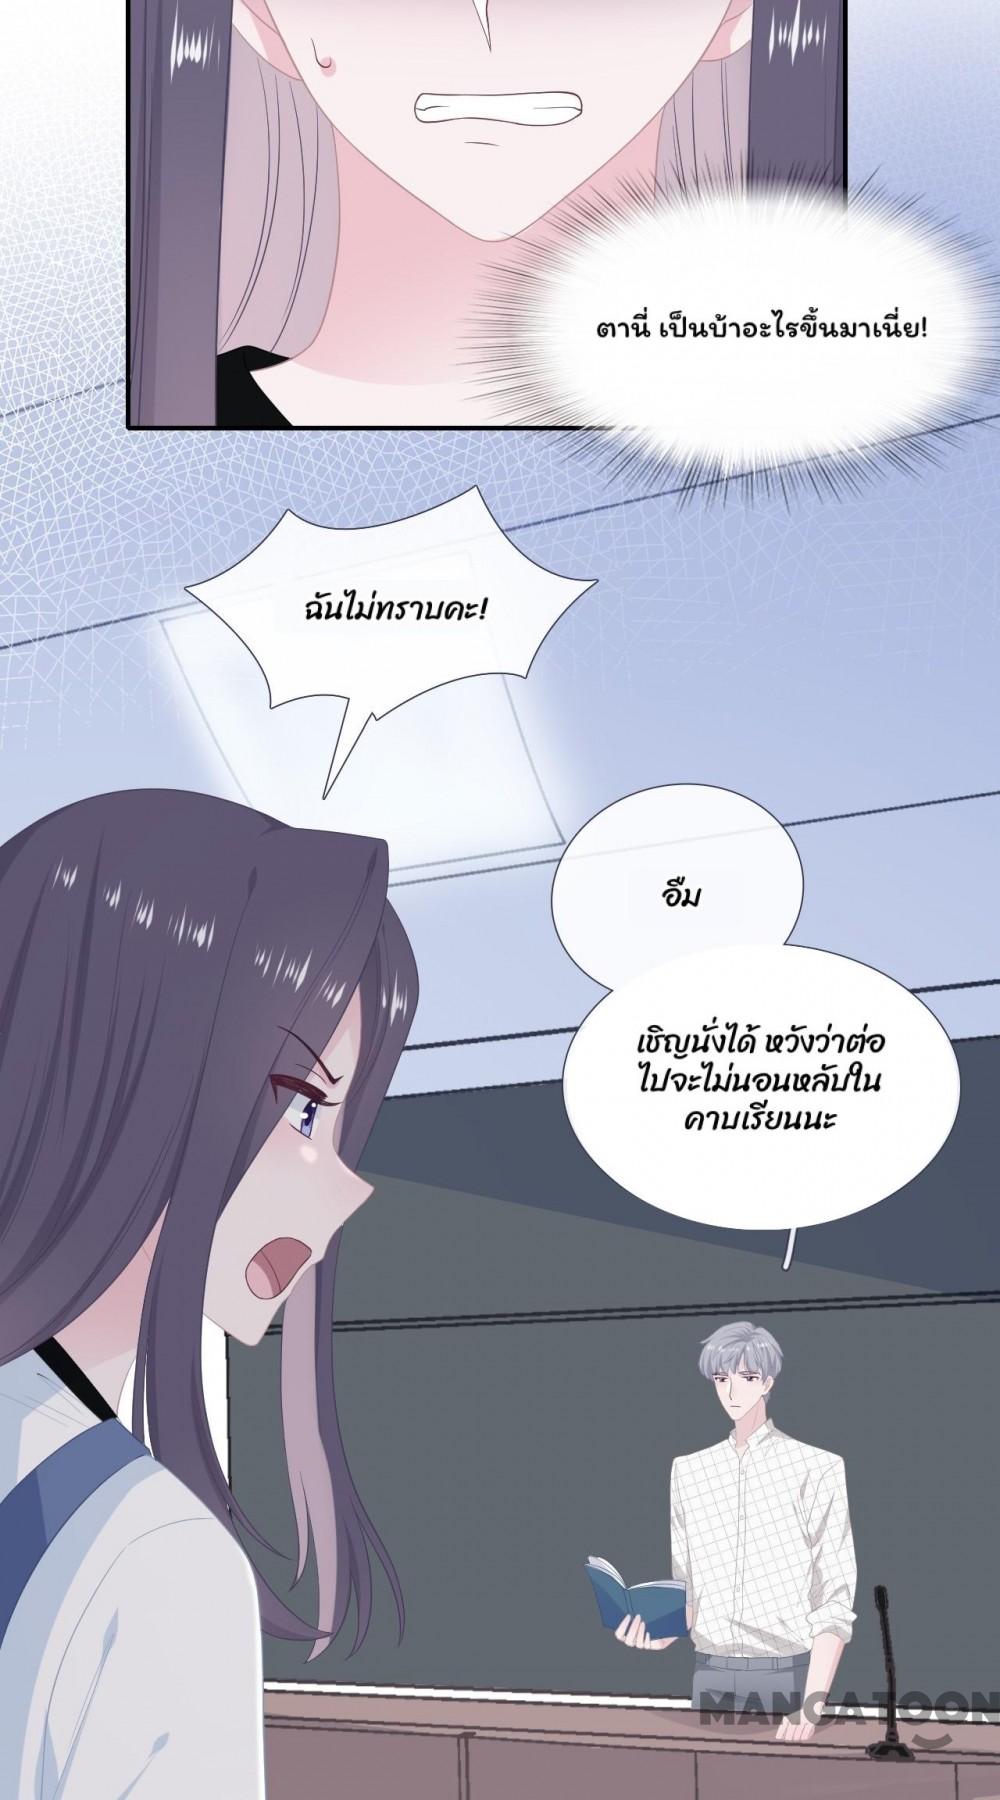 ตานี่ เป็นบ้าอะไรขึ้นมาเนี่ย!
ฉันไม่ทราบคะ!
อืม
เชิญนั่งได้ หวังว่าต่อ
ไปจะไม่นอนหลับใน
คาบเรียนนะ
MANGATOON